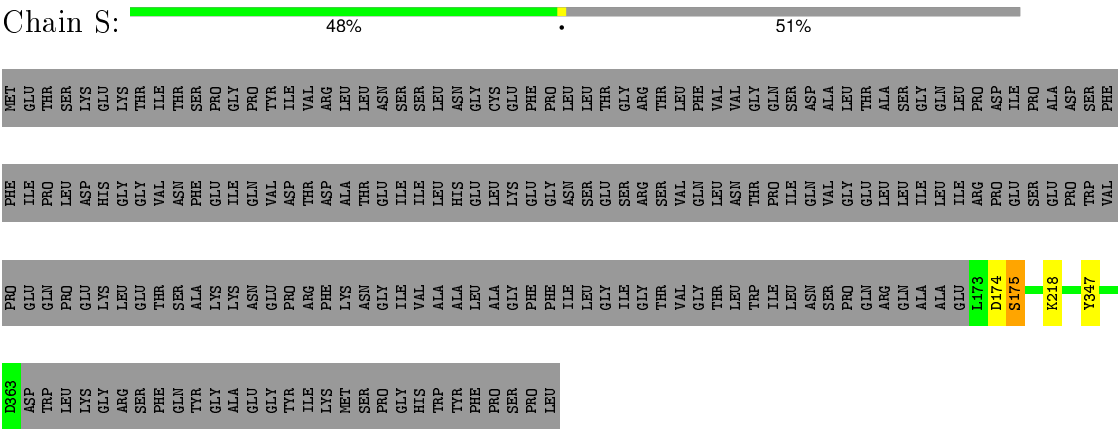 Chain S:
48% • 51%
MET GLU THR SER LYS GLU LYS THR ILE THR SER PRO GLY PRO TYR ILE VAL ARG LEU LEU ASN SER SER LEU ASN GLY CYS GLU PHE PRO LEU LEU THR GLY ARG THR LEU PHE VAL VAL GLY GLN SER ASP ALA LEU THR ALA SER GLY GLN LEU PRO ASP ILE PRO ALA ASP SER PHE
PHE ILE PRO LEU ASP HIS GLY GLY VAL ASN PHE GLU ILE GLN VAL ASP THR ASP ALA THR GLU ILE ILE LEU HIS GLU LEU LYS GLU GLY ASN SER GLU SER ARG SER VAL GLN LEU ASN THR PRO ILE GLN VAL GLY GLU LEU LEU ILE LEU ILE ARG PRO GLU SER GLU PRO TRP VAL
PRO GLU GLN PRO GLU LYS LEU GLU THR SER ALA LYS LYS ASN GLU PRO ARG PHE LYS ASN GLY ILE VAL ALA ALA LEU ALA GLY PHE PHE ILE LEU GLY ILE GLY THR VAL GLY THR LEU TRP ILE LEU ASN SER PRO GLN ARG GLN ALA ALA GLU L173 D174 S175 K218 Y347
D363 ASP TRP LEU LYS GLY ARG SER PHE GLN TYR GLY ALA GLU GLY TYR ILE LYS MET SER PRO GLY HIS TRP TYR PHE PRO SER PRO LEU